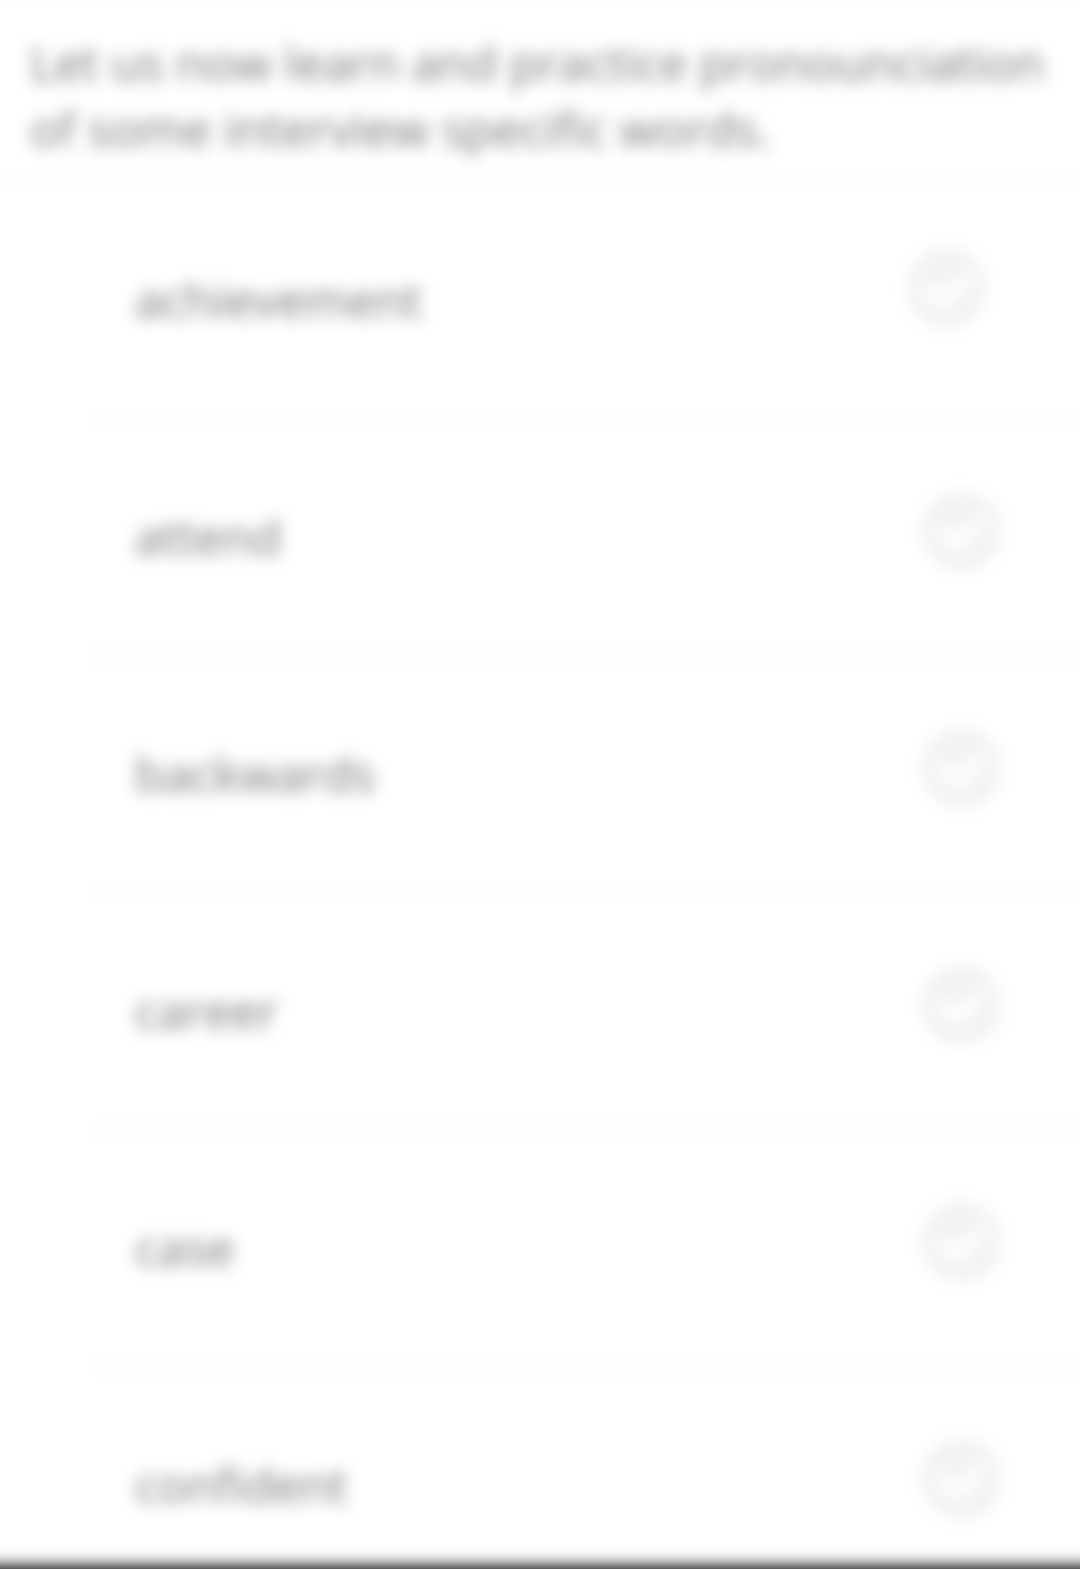 Let us now learn and practice pronounciation
of some interview specific words.
achievement
attend
backwards
career
case
confident